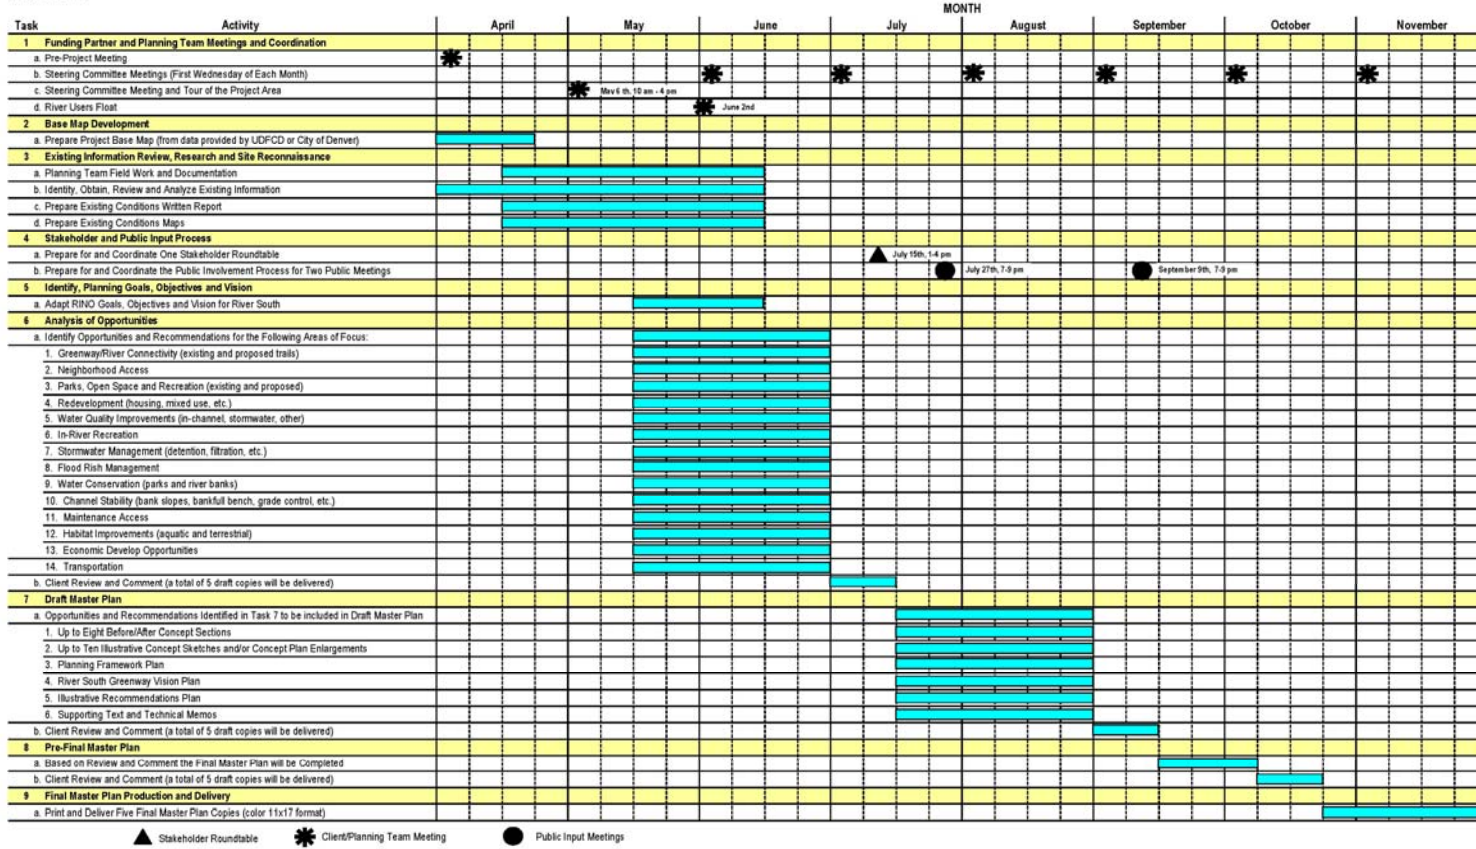 MONTH
Task Activity April May June July August September October November
1 Funding Partner and Planning Team Meetings and Coordination
a. Pre-Project Meeting
b. Steering Committee Meetings (First Wednesday of Each Month)
c. Steering Committee Meeting and Tour of the Project Area May 6 th, 10 am - 4 pm
d. River Users Float June 2nd
2 Base Map Development
a. Prepare Project Base Map (from data provided by UDFCD or City of Denver)
3 Existing Information Review, Research and Site Reconnaissance
a. Planning Team Field Work and Documentation
b. Identity, Obtain, Review and Analyze Existing Information
c. Prepare Existing Conditions Written Report
d. Prepare Existing Conditions Maps
4 Stakeholder and Public Input Process
a. Prepare for and Coordinate One Stakeholder Roundtable July 15th, 1-4 pm
b. Prepare for and Coordinate the Public Involvement Process for Two Public Meetings July 27th, 7-9 pm September 9th, 7-9 pm
5 Identify, Planning Goals, Objectives and Vision
a. Adapt RINO Goals, Objectives and Vision for River South
6 Analysis of Opportunities
a. Identify Opportunities and Recommendations for the Following Areas of Focus:
1. Greenway/River Connectivity (existing and proposed trails)
2. Neighborhood Access
3. Parks, Open Space and Recreation (existing and proposed)
4. Redevelopment (housing, mixed use, etc.)
5. Water Quality Improvements (in-channel, stormwater, other)
6. In-River Recreation
7. Stormwater Management (detention, filtration, etc.)
8. Flood Rish Management
9. Water Conservation (parks and river banks)
10. Channel Stability (bank slopes, bankfull bench, grade control, etc.)
11. Maintenance Access
12. Habitat Improvements (aquatic and terrestrial)
13. Economic Develop Opportunities
14. Transportation
b. Client Review and Comment (a total of 5 draft copies will be delivered)
7 Draft Master Plan
a. Opportunities and Recommendations Identified in Task 7 to be included in Draft Master Plan
1. Up to Eight Before/After Concept Sections
2. Up to Ten Illustrative Concept Sketches and/or Concept Plan Enlargements
3. Planning Framework Plan
4. River South Greenway Vision Plan
5. Illustrative Recommendations Plan
6. Supporting Text and Technical Memos
b. Client Review and Comment (a total of 5 draft copies will be delivered)
8 Pre-Final Master Plan
a. Based on Review and Comment the Final Master Plan will be Completed
b. Client Review and Comment (a total of 5 draft copies will be delivered)
9 Final Master Plan Production and Delivery
a. Print and Deliver Five Final Master Plan Copies (color 11x17 format)
Stakeholder Roundtable Client/Planning Team Meeting Public Input Meetings